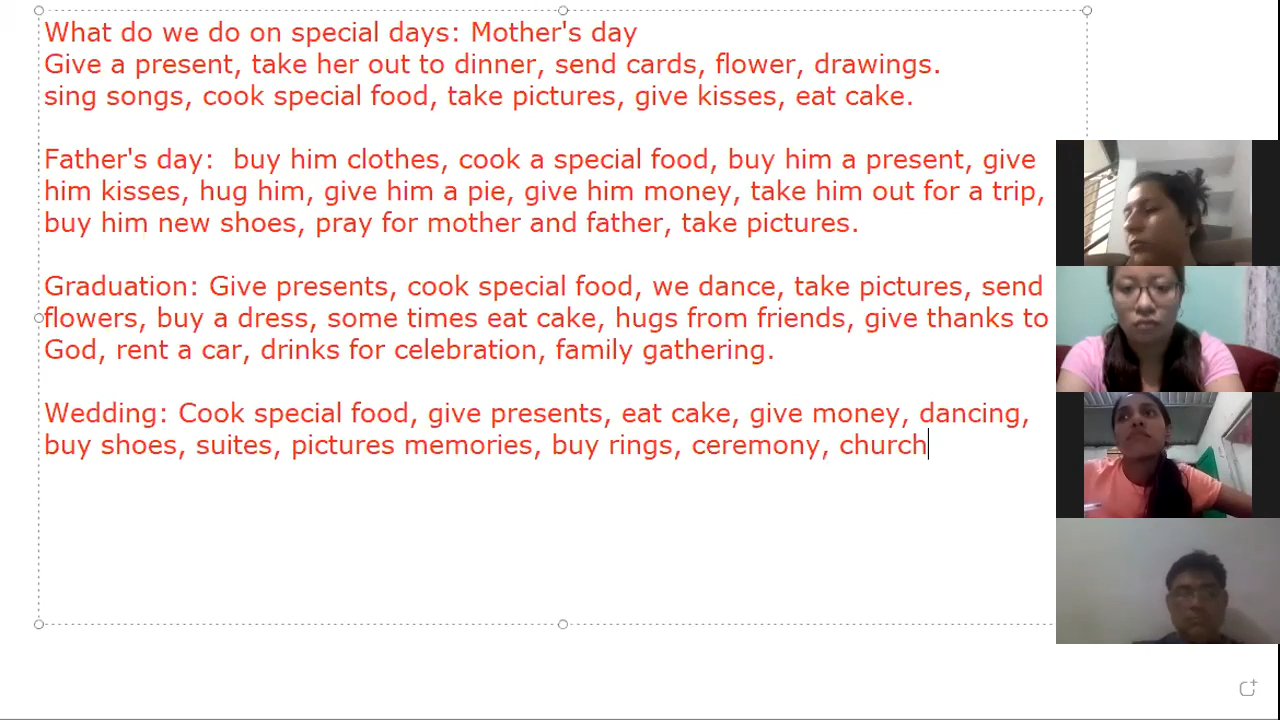 What do we do on special days: Mother's day
Give a present, take her out to dinner, send cards, flower, drawings.
sing songs, cook special food, take pictures, give kisses, eat cake.
Father's day:  buy him clothes, cook a special food, buy him a present, give
him kisses, hug him, give him a pie, give him money, take him out for a trip,
buy him new shoes, pray for mother and father, take pictures.
Graduation: Give presents, cook special food, we dance, take pictures, send
flowers, buy a dress, some times eat cake, hugs from friends, give thanks to
God, rent a car, drinks for celebration, family gathering.
Wedding: Cook special food, give presents, eat cake, give money, dancing,
buy shoes, suites, pictures memories, buy rings, ceremony, church